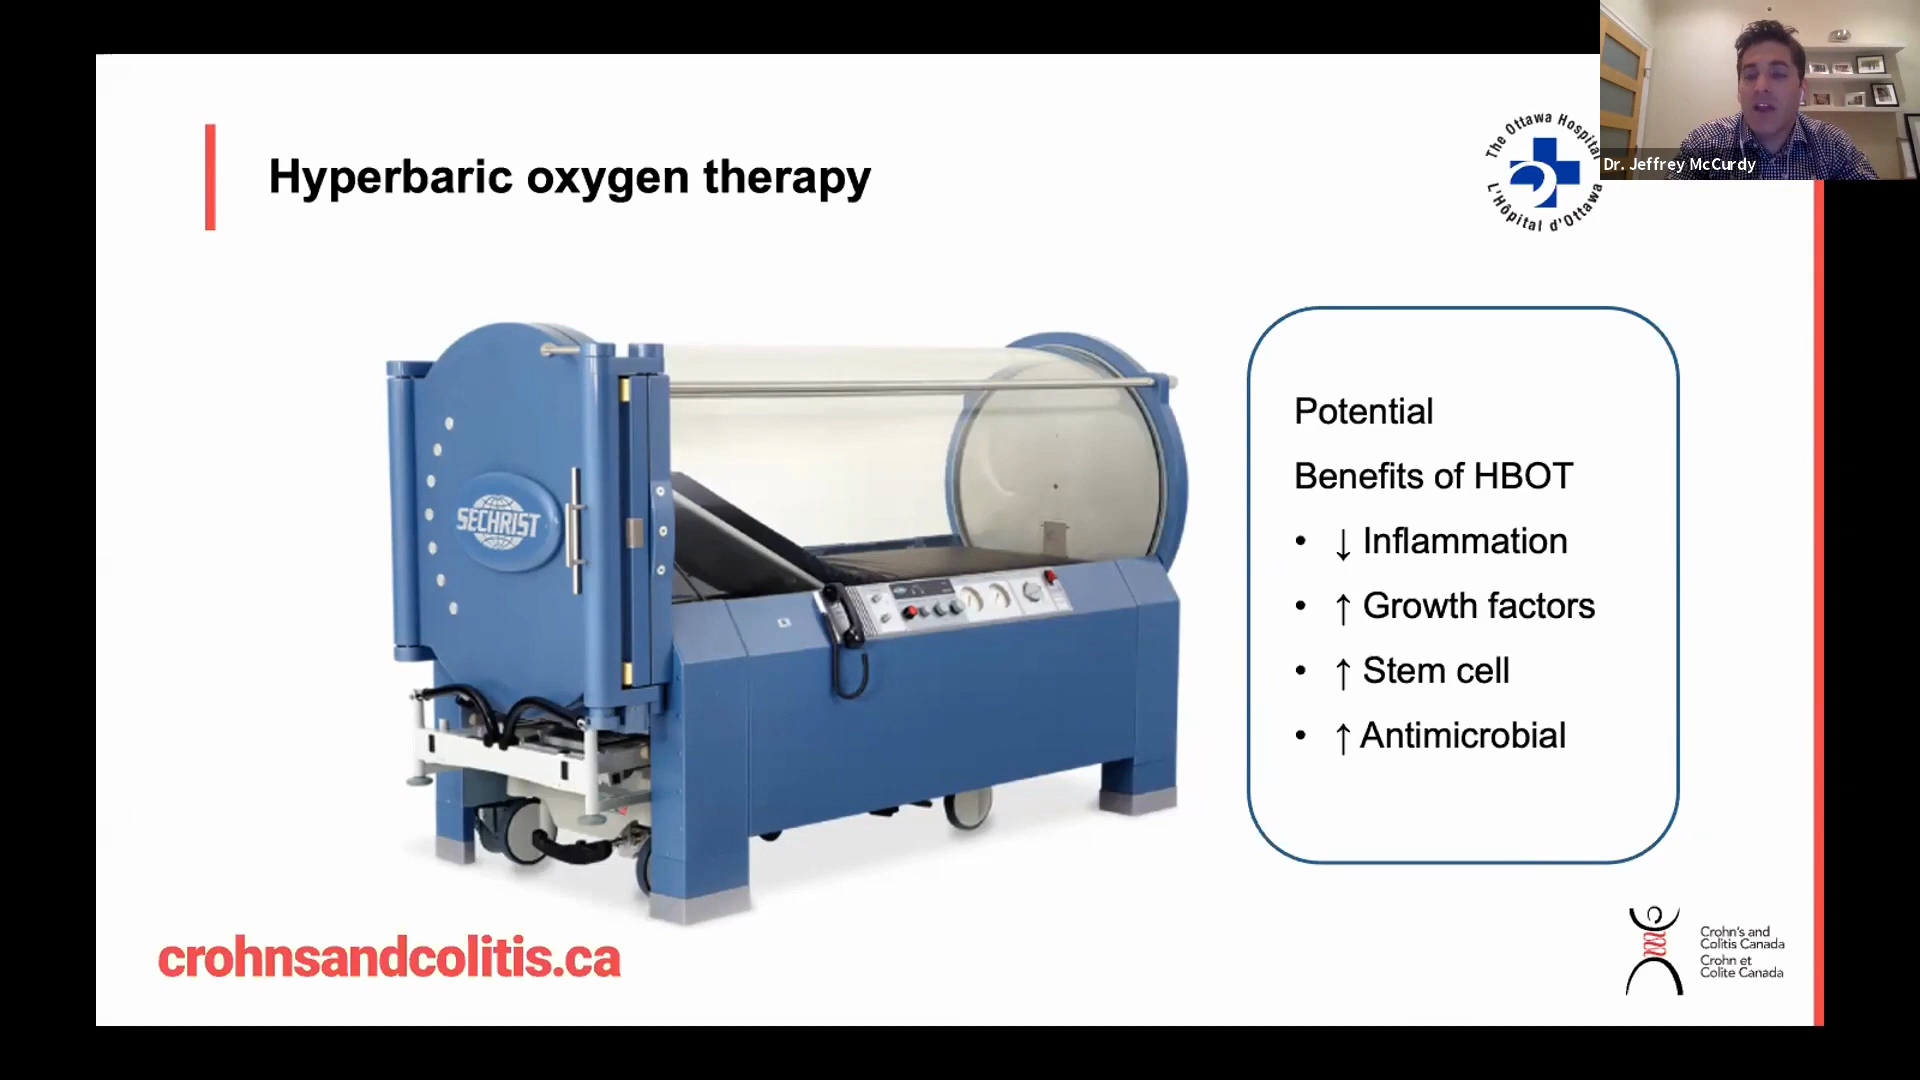 Hyperbaric oxygen therapy
The Ottawa Hospital
L'Hôpital d'Ottawa
Dr. Jeffrey McCurdy
SECHRIST
Potential
Benefits of HBOT
• ↓ Inflammation
• ↑ Growth factors
• ↑ Stem cell
• ↑ Antimicrobial
crohnsandcolitis.ca
Crohn's and
Colitis Canada
Crohn et
Colite Canada